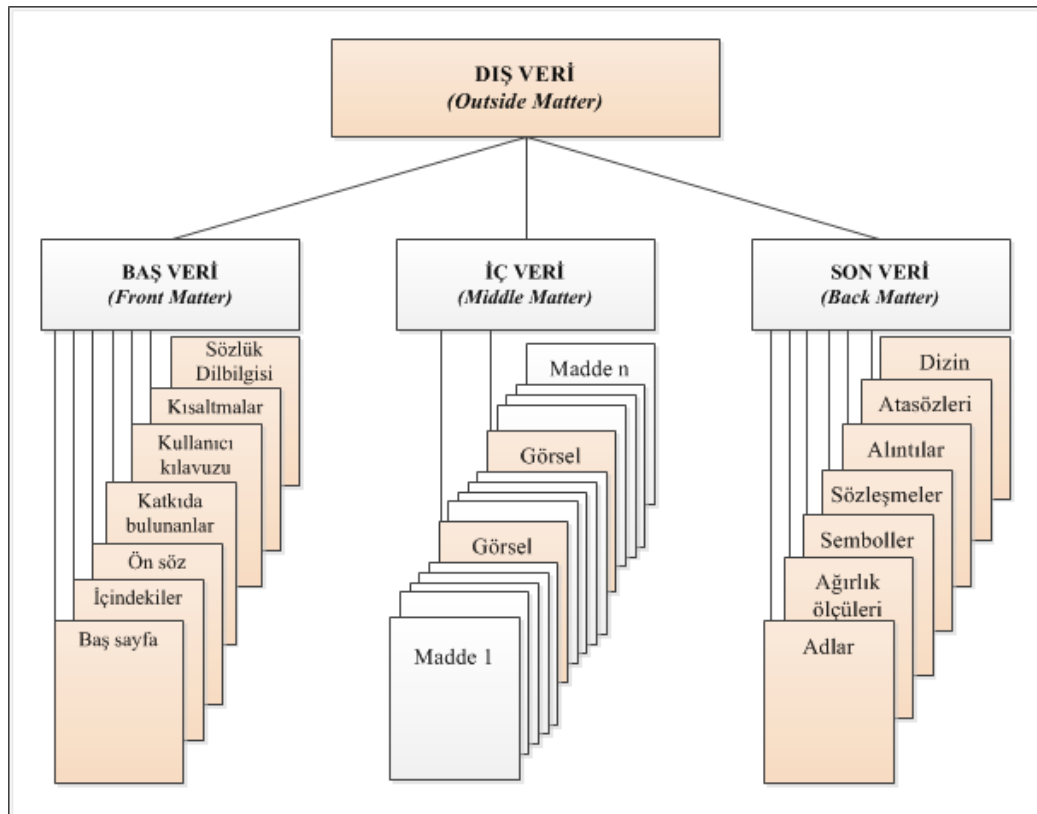 DIŞ VERİ
(Outside Matter)
BAŞ VERİ
(Front Matter)
Sözlük
Dilbilgisi
Kısaltmalar
Kullanıcı
kılavuzu
Katkıda
bulunanlar
Ön söz
İçindekiler
Baş sayfa
İÇ VERİ
(Middle Matter)
Madde n
Görsel
Görsel
Madde 1
SON VERİ
(Back Matter)
Dizin
Atasözleri
Alıntılar
Sözleşmeler
Semboller
Ağırlık
ölçüleri
Adlar